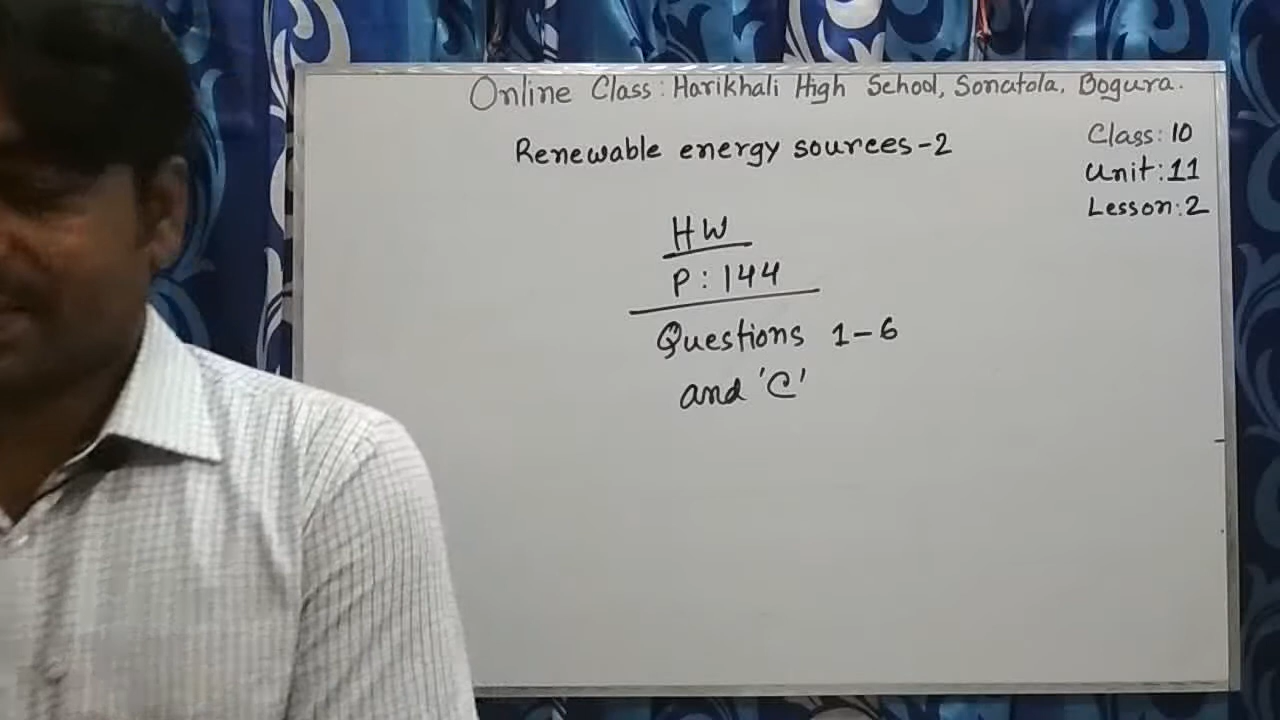 Online Class: Harikhali High School, Sonatola, Bogura.
Renewable energy sources-2
Class: 10
Unit: 11
Lesson: 2
HW
P: 144
Questions 1-6
and 'C'